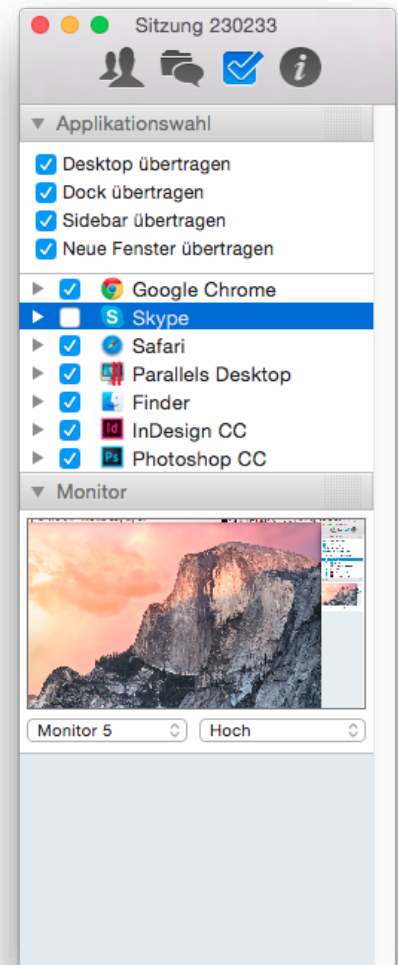 Sitzung 230233
Applikationswahl
Desktop übertragen
Dock übertragen
Sidebar übertragen
Neue Fenster übertragen
Google Chrome
Skype
Safari
Parallels Desktop
Finder
InDesign CC
Photoshop CC
Monitor
Monitor 5
Hoch